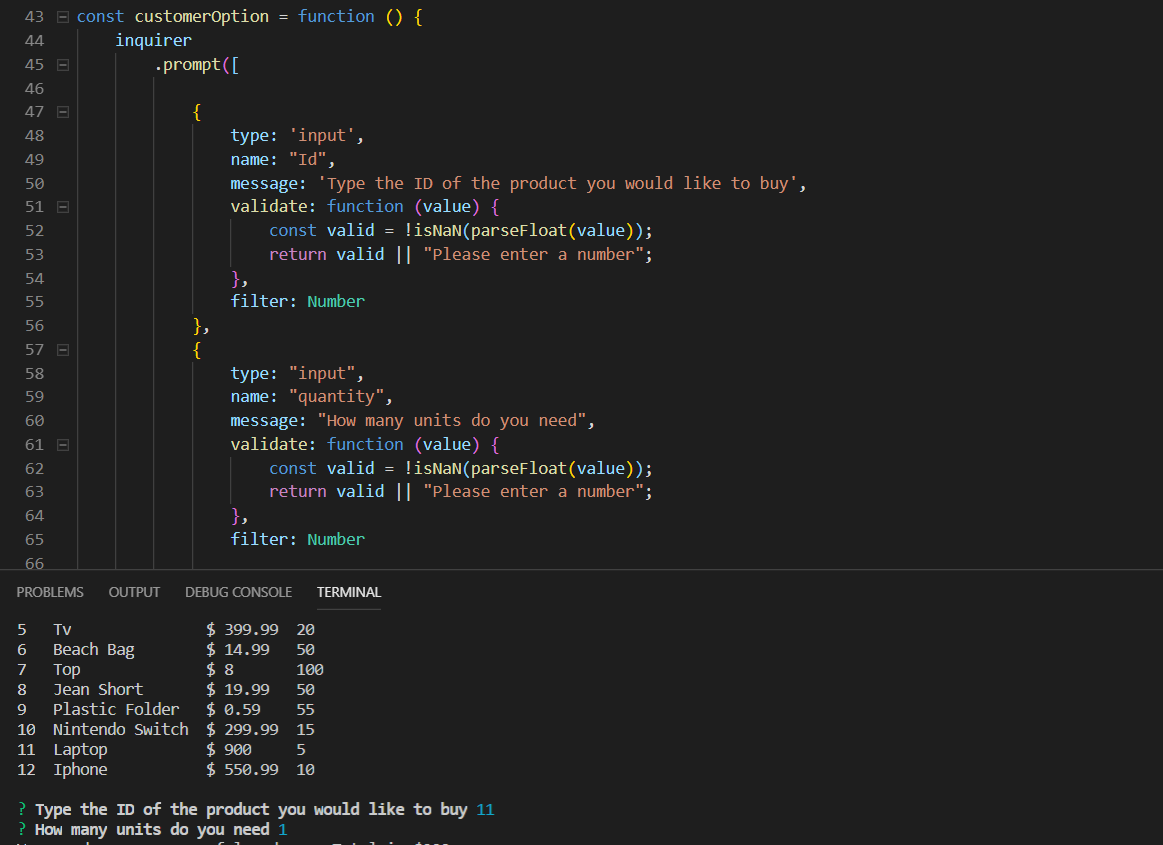 43 const customerOption = function () {
44 inquirer
45 .prompt([
46
47 {
48 type: 'input',
49 name: "Id",
50 message: 'Type the ID of the product you would like to buy',
51 validate: function (value) {
52 const valid = !isNaN(parseFloat(value));
53 return valid || "Please enter a number";
54 },
55 filter: Number
56 },
57 {
58 type: "input",
59 name: "quantity",
60 message: "How many units do you need",
61 validate: function (value) {
62 const valid = !isNaN(parseFloat(value));
63 return valid || "Please enter a number";
64 },
65 filter: Number
66
PROBLEMS OUTPUT DEBUG CONSOLE TERMINAL
5 Tv $ 399.99 20
6 Beach Bag $ 14.99 50
7 Top $ 8 100
8 Jean Short $ 19.99 50
9 Plastic Folder $ 0.59 55
10 Nintendo Switch $ 299.99 15
11 Laptop $ 900 5
12 Iphone $ 550.99 10
? Type the ID of the product you would like to buy 11
? How many units do you need 1